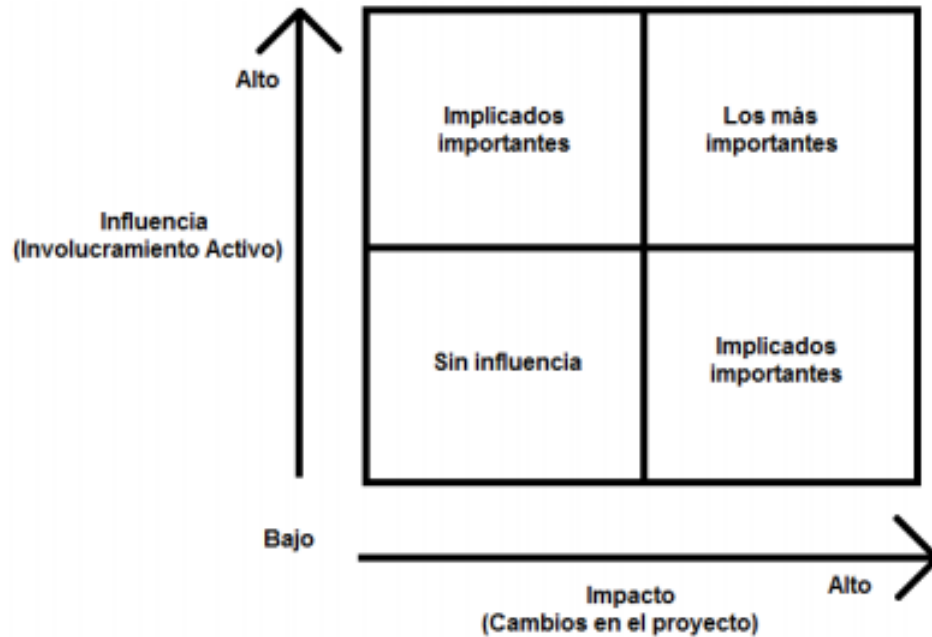 Alto
Implicados
importantes
Los más
importantes
Influencia
(Involucramiento Activo)
Sin influencia
Implicados
importantes
Bajo
Alto
Impacto
(Cambios en el proyecto)